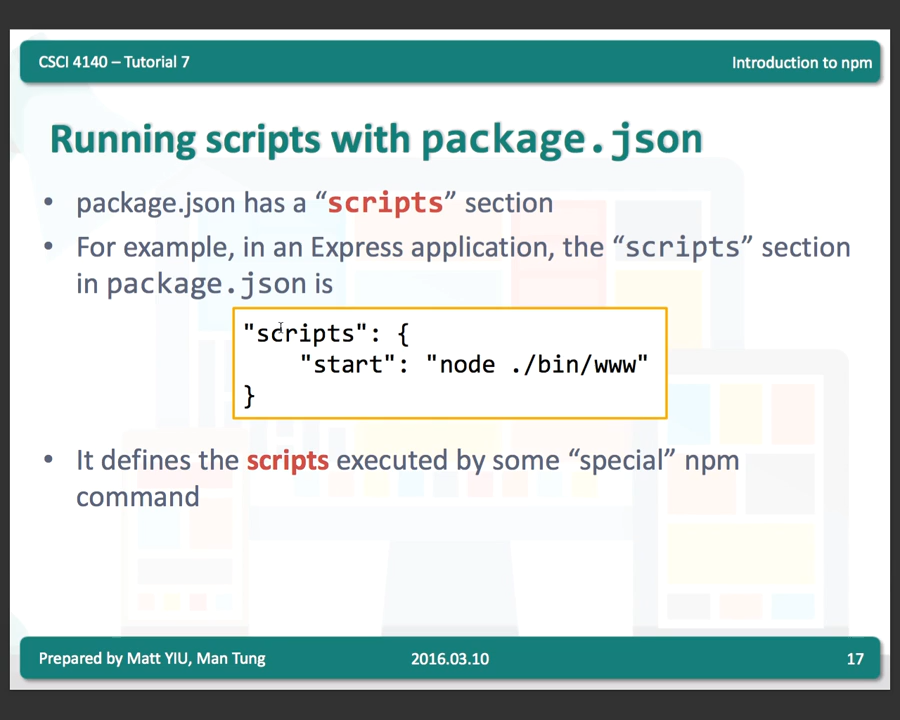 CSCI 4140 – Tutorial 7
Introduction to npm
Running scripts with package.json
• package.json has a “scripts” section
• For example, in an Express application, the “scripts” section
in package.json is
"scripts": {
    "start": "node ./bin/www"
}
• It defines the scripts executed by some “special” npm
command
Prepared by Matt YIU, Man Tung
2016.03.10
17